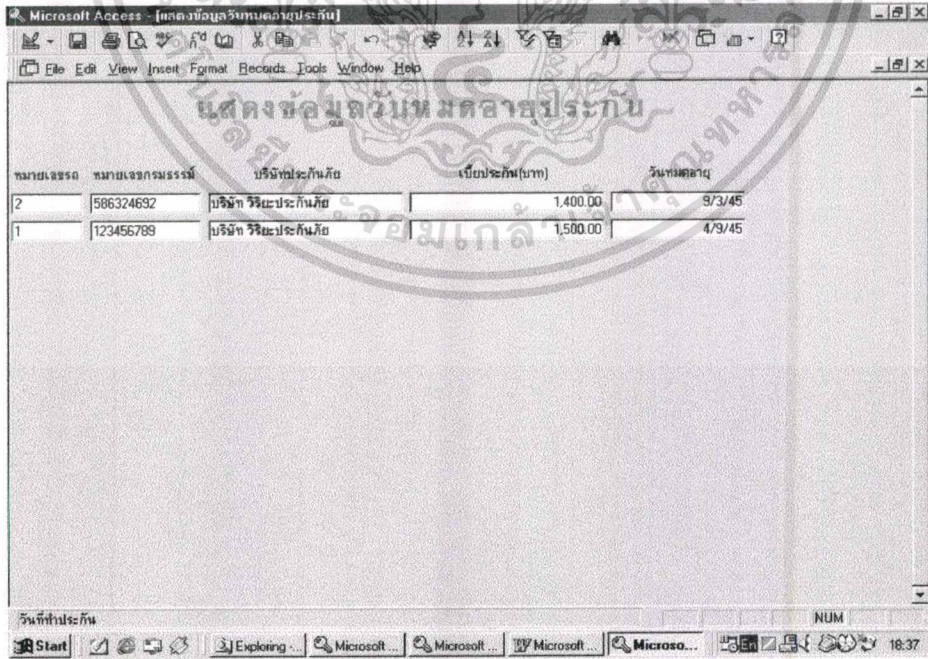 Microsoft Access - [แสดงข้อมูลวันหมดอายุประกัน]
File Edit View Insert Format Records Tools Window Help
แสดงข้อมูลวันหมดอายุประกัน
หมายเลขรถ หมายเลขกรมธรรม์ บริษัทประกันภัย เบี้ยประกัน(บาท) วันหมดอายุ
2 586324692 บริษัท วิริยะประกันภัย 1,400.00 9/3/45
1 123456789 บริษัท วิริยะประกันภัย 1,500.00 4/9/45
วันที่ทำประกัน NUM
Start Exploring -... Microsoft ... Microsoft ... Microsoft ... Microso... En 18:37